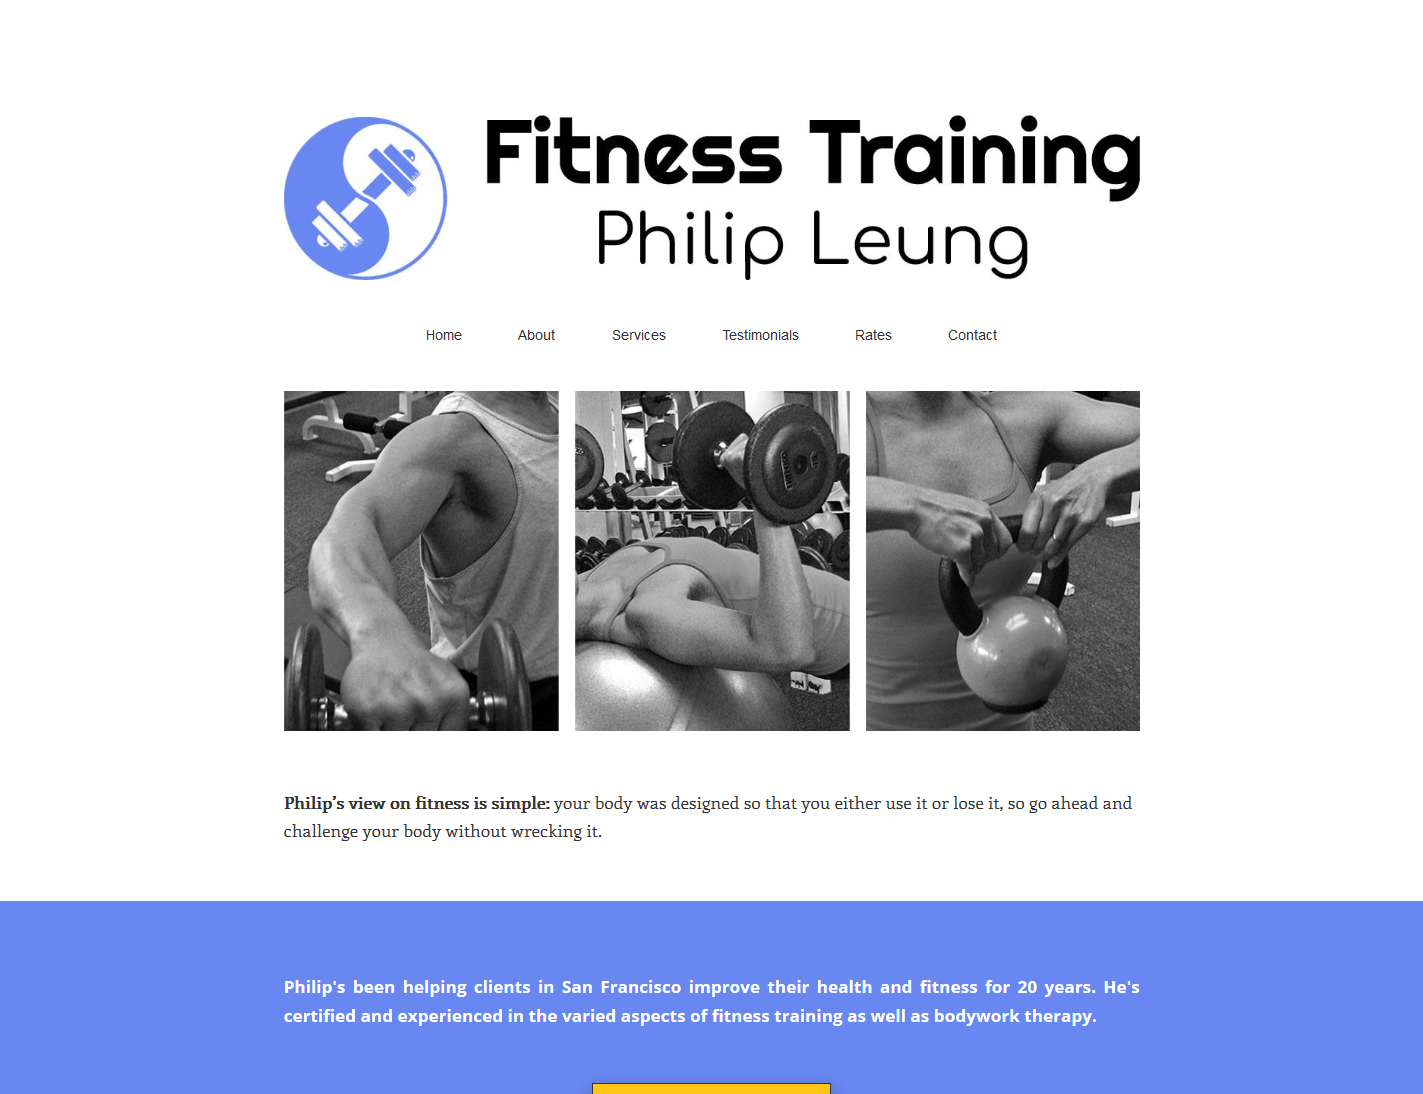 Fitness Training
Philip Leung
Home About Services Testimonials Rates Contact
Philip’s view on fitness is simple: your body was designed so that you either use it or lose it, so go ahead and
challenge your body without wrecking it.
Philip's been helping clients in San Francisco improve their health and fitness for 20 years. He's
certified and experienced in the varied aspects of fitness training as well as bodywork therapy.